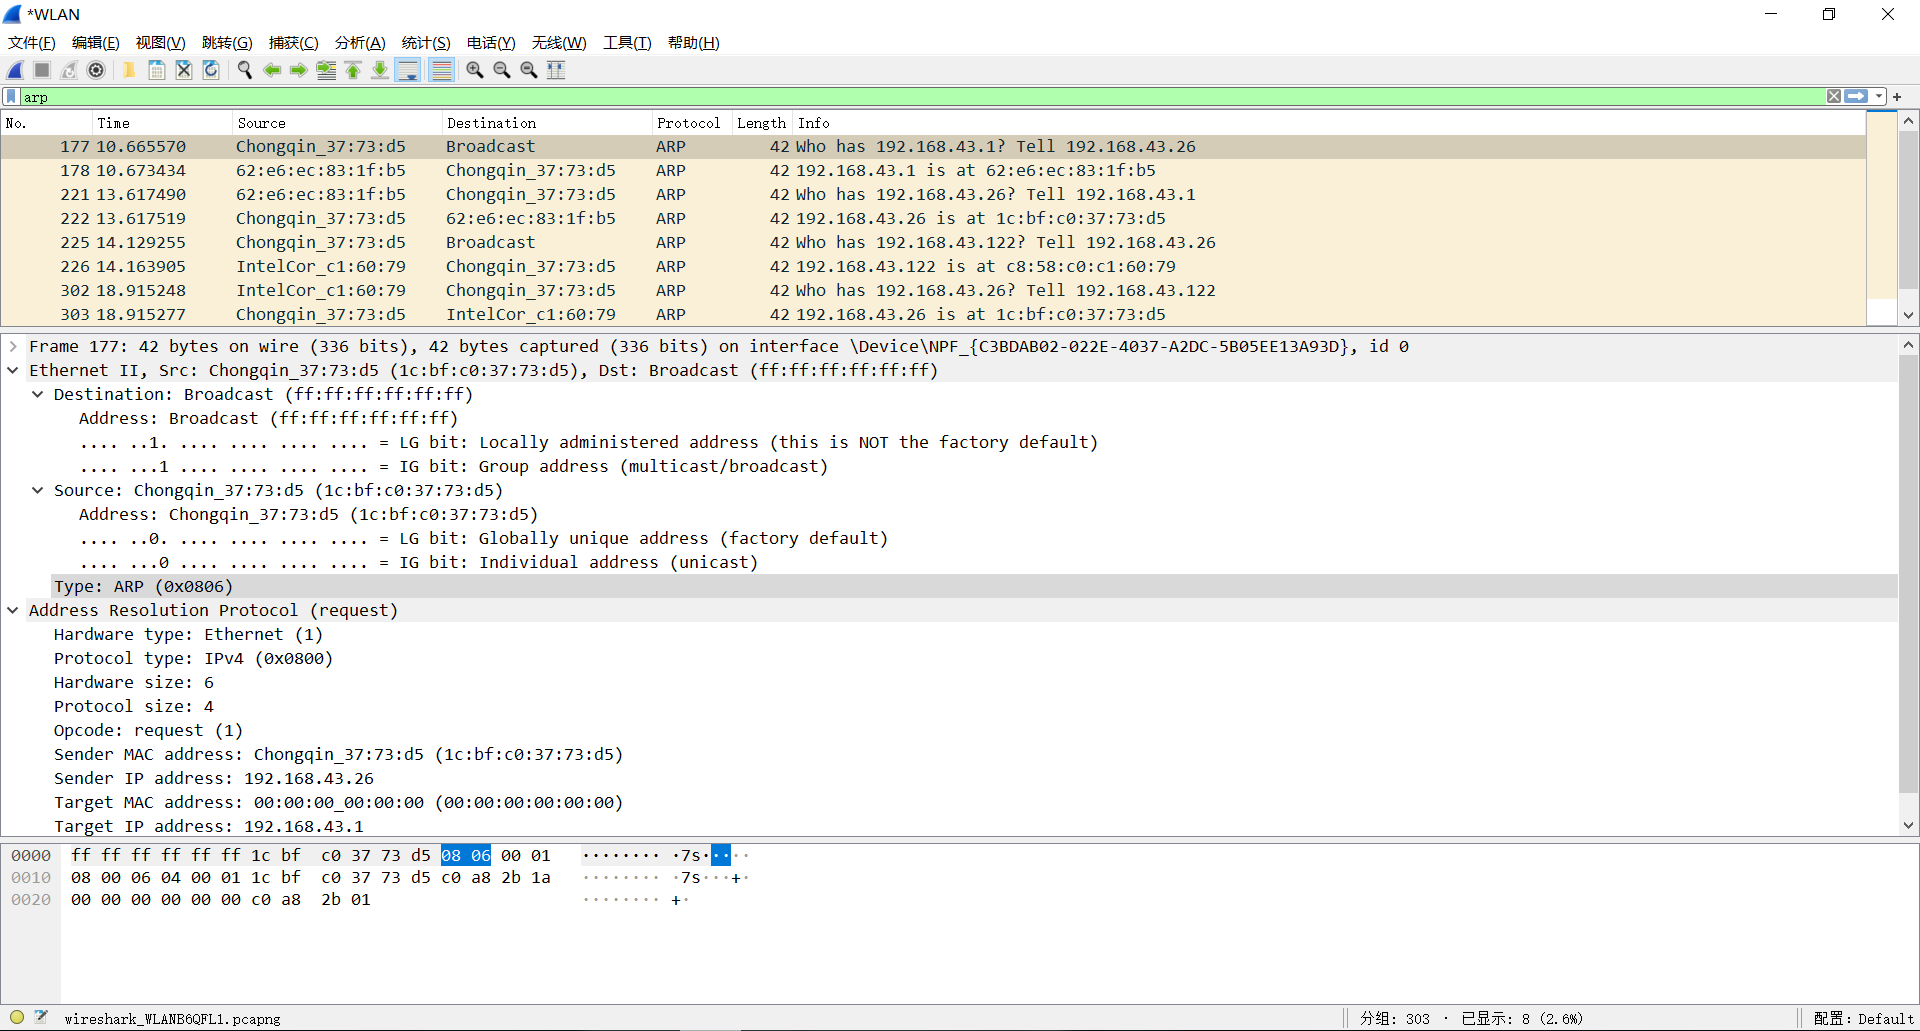 *WLAN
文件(F) 编辑(E) 视图(V) 跳转(G) 捕获(C) 分析(A) 统计(S) 电话(Y) 无线(W) 工具(T) 帮助(H)
arp
No. Time Source Destination Protocol Length Info
177 10.665570 Chongqin_37:73:d5 Broadcast ARP 42 Who has 192.168.43.1? Tell 192.168.43.26
178 10.673434 62:e6:ec:83:1f:b5 Chongqin_37:73:d5 ARP 42 192.168.43.1 is at 62:e6:ec:83:1f:b5
221 13.617490 62:e6:ec:83:1f:b5 Chongqin_37:73:d5 ARP 42 Who has 192.168.43.26? Tell 192.168.43.1
222 13.617519 Chongqin_37:73:d5 62:e6:ec:83:1f:b5 ARP 42 192.168.43.26 is at 1c:bf:c0:37:73:d5
225 14.129255 Chongqin_37:73:d5 Broadcast ARP 42 Who has 192.168.43.122? Tell 192.168.43.26
226 14.163905 IntelCor_c1:60:79 Chongqin_37:73:d5 ARP 42 192.168.43.122 is at c8:58:c0:c1:60:79
302 18.915248 IntelCor_c1:60:79 Chongqin_37:73:d5 ARP 42 Who has 192.168.43.26? Tell 192.168.43.122
303 18.915277 Chongqin_37:73:d5 IntelCor_c1:60:79 ARP 42 192.168.43.26 is at 1c:bf:c0:37:73:d5
Frame 177: 42 bytes on wire (336 bits), 42 bytes captured (336 bits) on interface \Device\NPF_{C3BDAB02-022E-4037-A2DC-5B05EE13A93D}, id 0
Ethernet II, Src: Chongqin_37:73:d5 (1c:bf:c0:37:73:d5), Dst: Broadcast (ff:ff:ff:ff:ff:ff)
Destination: Broadcast (ff:ff:ff:ff:ff:ff)
Address: Broadcast (ff:ff:ff:ff:ff:ff)
.... ..1. .... .... .... .... = LG bit: Locally administered address (this is NOT the factory default)
.... ...1 .... .... .... .... = IG bit: Group address (multicast/broadcast)
Source: Chongqin_37:73:d5 (1c:bf:c0:37:73:d5)
Address: Chongqin_37:73:d5 (1c:bf:c0:37:73:d5)
.... ..0. .... .... .... .... = LG bit: Globally unique address (factory default)
.... ...0 .... .... .... .... = IG bit: Individual address (unicast)
Type: ARP (0x0806)
Address Resolution Protocol (request)
Hardware type: Ethernet (1)
Protocol type: IPv4 (0x0800)
Hardware size: 6
Protocol size: 4
Opcode: request (1)
Sender MAC address: Chongqin_37:73:d5 (1c:bf:c0:37:73:d5)
Sender IP address: 192.168.43.26
Target MAC address: 00:00:00_00:00:00 (00:00:00:00:00:00)
Target IP address: 192.168.43.1
0000 ff ff ff ff ff ff 1c bf c0 37 73 d5 08 06 00 01 ········ ·7s·····
0010 08 00 06 04 00 01 1c bf c0 37 73 d5 c0 a8 2b 1a ········ ·7s···+·
0020 00 00 00 00 00 00 c0 a8 2b 01 ········ +·
wireshark_WLANB6QFL1.pcapng 分组: 303 · 已显示: 8 (2.6%) 配置: Default